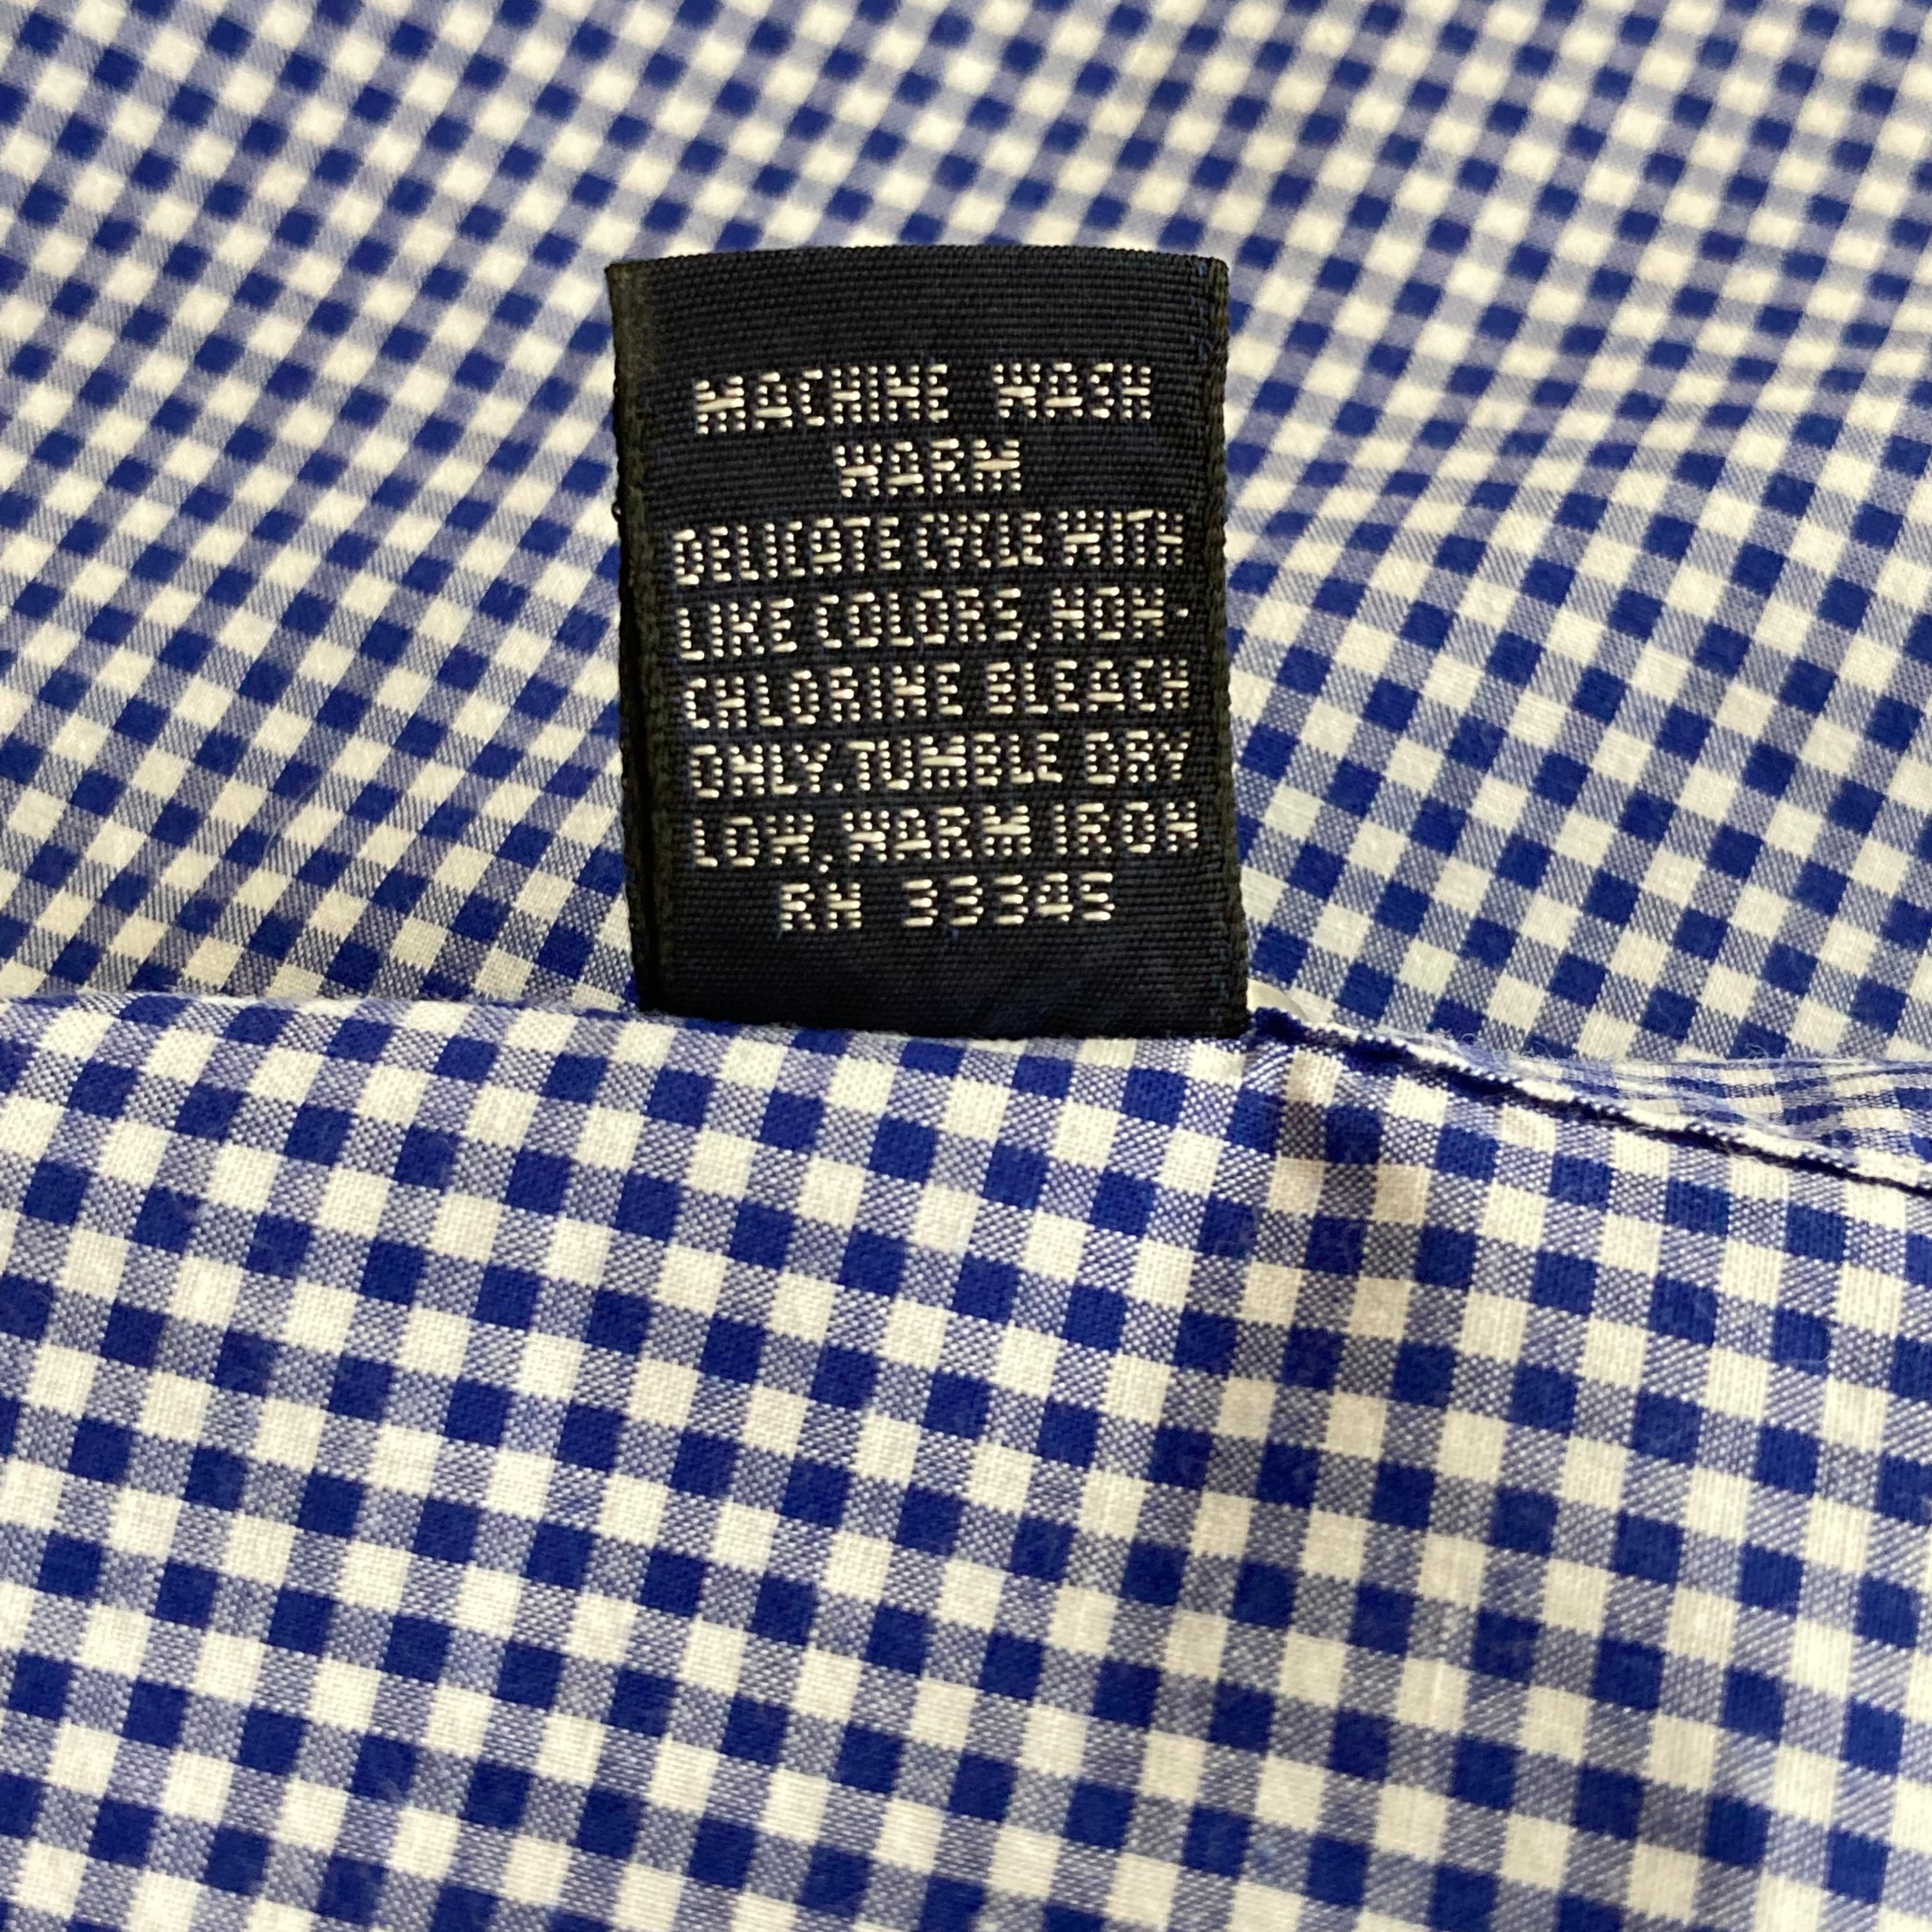 MACHINE WASH
WARM
DELICATE CYCLE WITH
LIKE COLORS, NON-
CHLORINE BLEACH
ONLY. TUMBLE DRY
LOW, WARM IRON
RN 33345